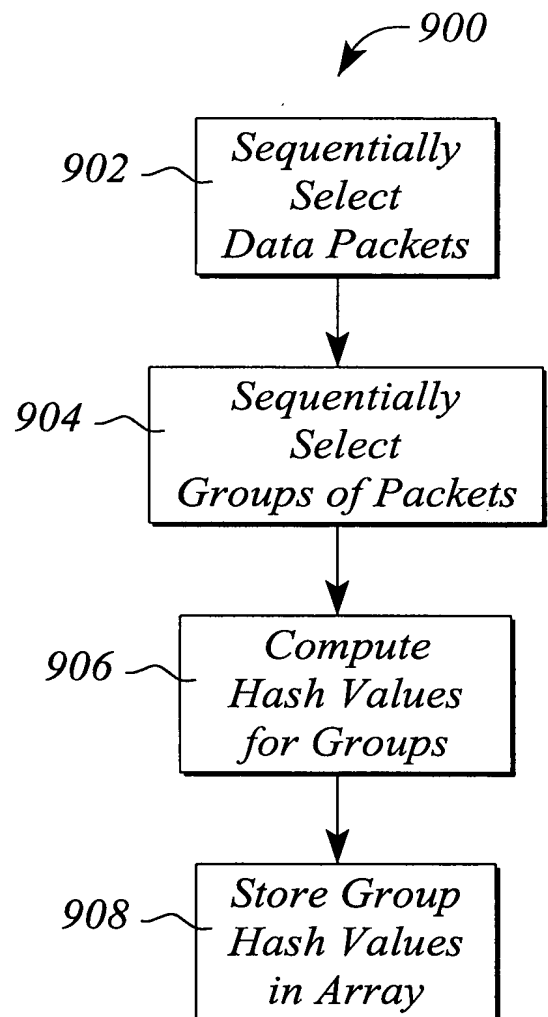 900
902
Sequentially
Select
Data Packets
904
Sequentially
Select
Groups of Packets
906
Compute
Hash Values
for Groups
908
Store Group
Hash Values
in Array